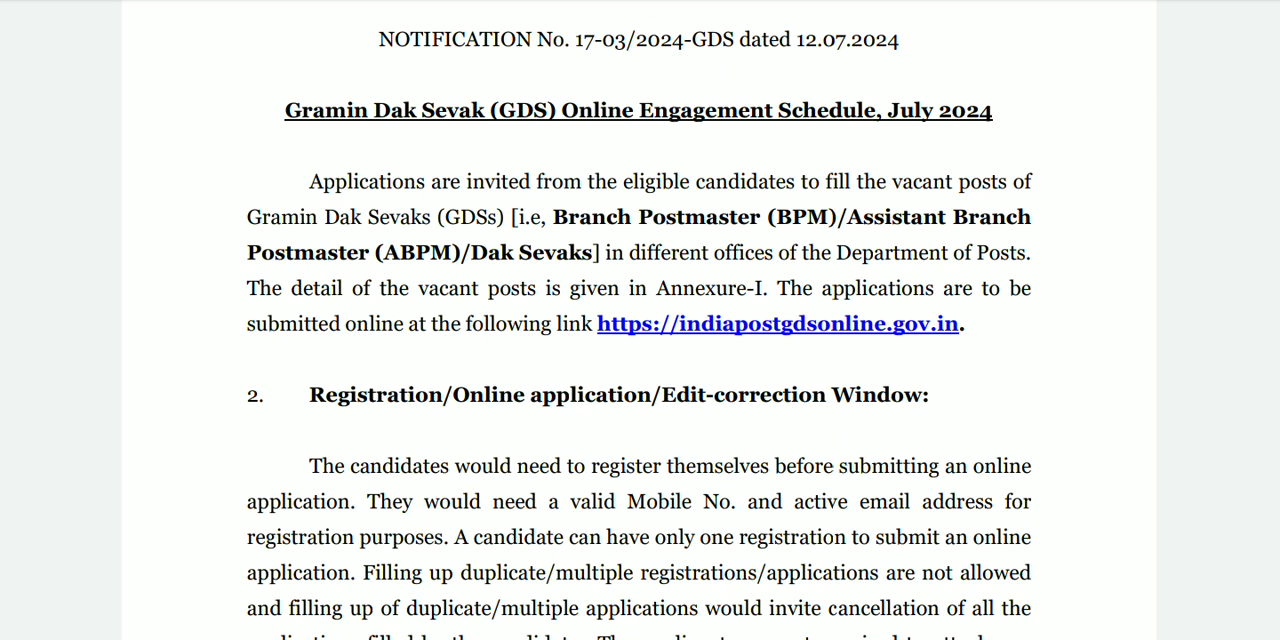 NOTIFICATION No. 17-03/2024-GDS dated 12.07.2024
Gramin Dak Sevak (GDS) Online Engagement Schedule, July 2024
Applications are invited from the eligible candidates to fill the vacant posts of
Gramin Dak Sevaks (GDSs) [i.e, Branch Postmaster (BPM)/Assistant Branch
Postmaster (ABPM)/Dak Sevaks] in different offices of the Department of Posts.
The detail of the vacant posts is given in Annexure-I. The applications are to be
submitted online at the following link https://indiapostgdsonline.gov.in.
2. Registration/Online application/Edit-correction Window:
The candidates would need to register themselves before submitting an online
application. They would need a valid Mobile No. and active email address for
registration purposes. A candidate can have only one registration to submit an online
application. Filling up duplicate/multiple registrations/applications are not allowed
and filling up of duplicate/multiple applications would invite cancellation of all the